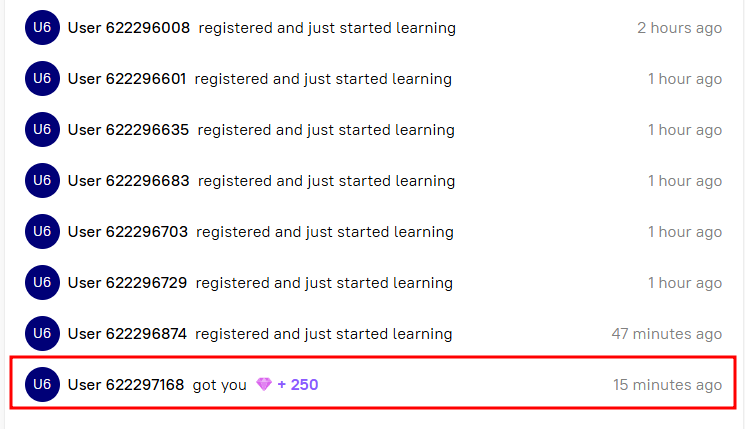 U6 User 622296008 registered and just started learning 2 hours ago
U6 User 622296601 registered and just started learning 1 hour ago
U6 User 622296635 registered and just started learning 1 hour ago
U6 User 622296683 registered and just started learning 1 hour ago
U6 User 622296703 registered and just started learning 1 hour ago
U6 User 622296729 registered and just started learning 1 hour ago
U6 User 622296874 registered and just started learning 47 minutes ago
U6 User 622297168 got you + 250 15 minutes ago